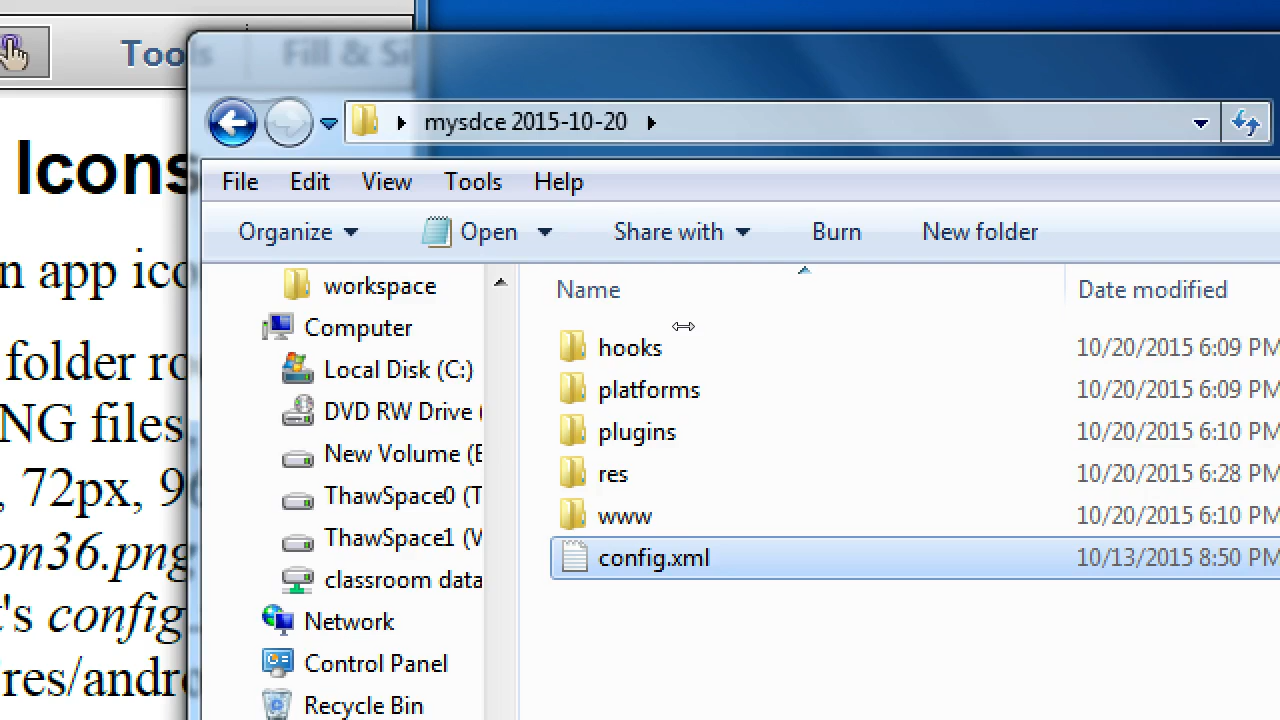 Tools
Fill & Si
Icons
n app ico
folder ro
NG files,
, 72px, 96
on36.png
t's config.
/res/andro
mysdce 2015-10-20
File Edit View Tools Help
Organize Open Share with Burn New folder
workspace
Computer
Local Disk (C:)
DVD RW Drive (
New Volume (E
ThawSpace0 (T
ThawSpace1 (V
classroom data
Network
Control Panel
Recycle Bin
Name Date modified
hooks 10/20/2015 6:09 PM
platforms 10/20/2015 6:09 PM
plugins 10/20/2015 6:10 PM
res 10/20/2015 6:28 PM
www 10/20/2015 6:10 PM
config.xml 10/13/2015 8:50 PM